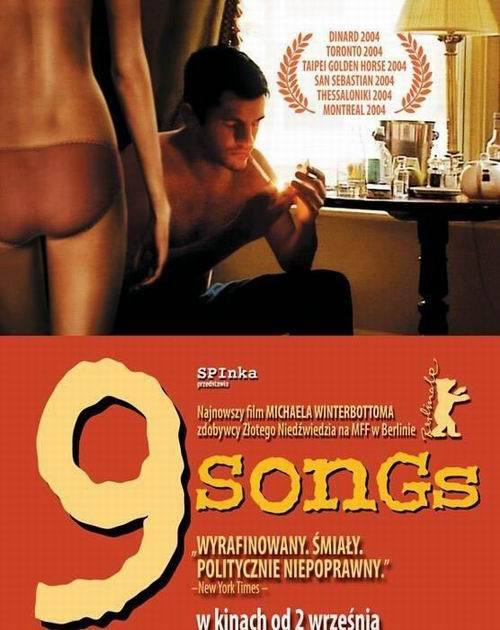 DINARD 2004
TORONTO 2004
TAIPEI GOLDEN HORSE 2004
SAN SEBASTIAN 2004
THESSALONIKI 2004
MONTREAL 2004
SPInka
przedstawia
Najnowszy film MICHAELA WINTERBOTTOMA
zdobywcy Złotego Niedźwiedzia na MFF w Berlinie
Berlinale
9 SONGS
„WYRAFINOWANY. ŚMIAŁY.
POLITYCZNIE NIEPOPRAWNY."
–New York Times–
w kinach od 2 września